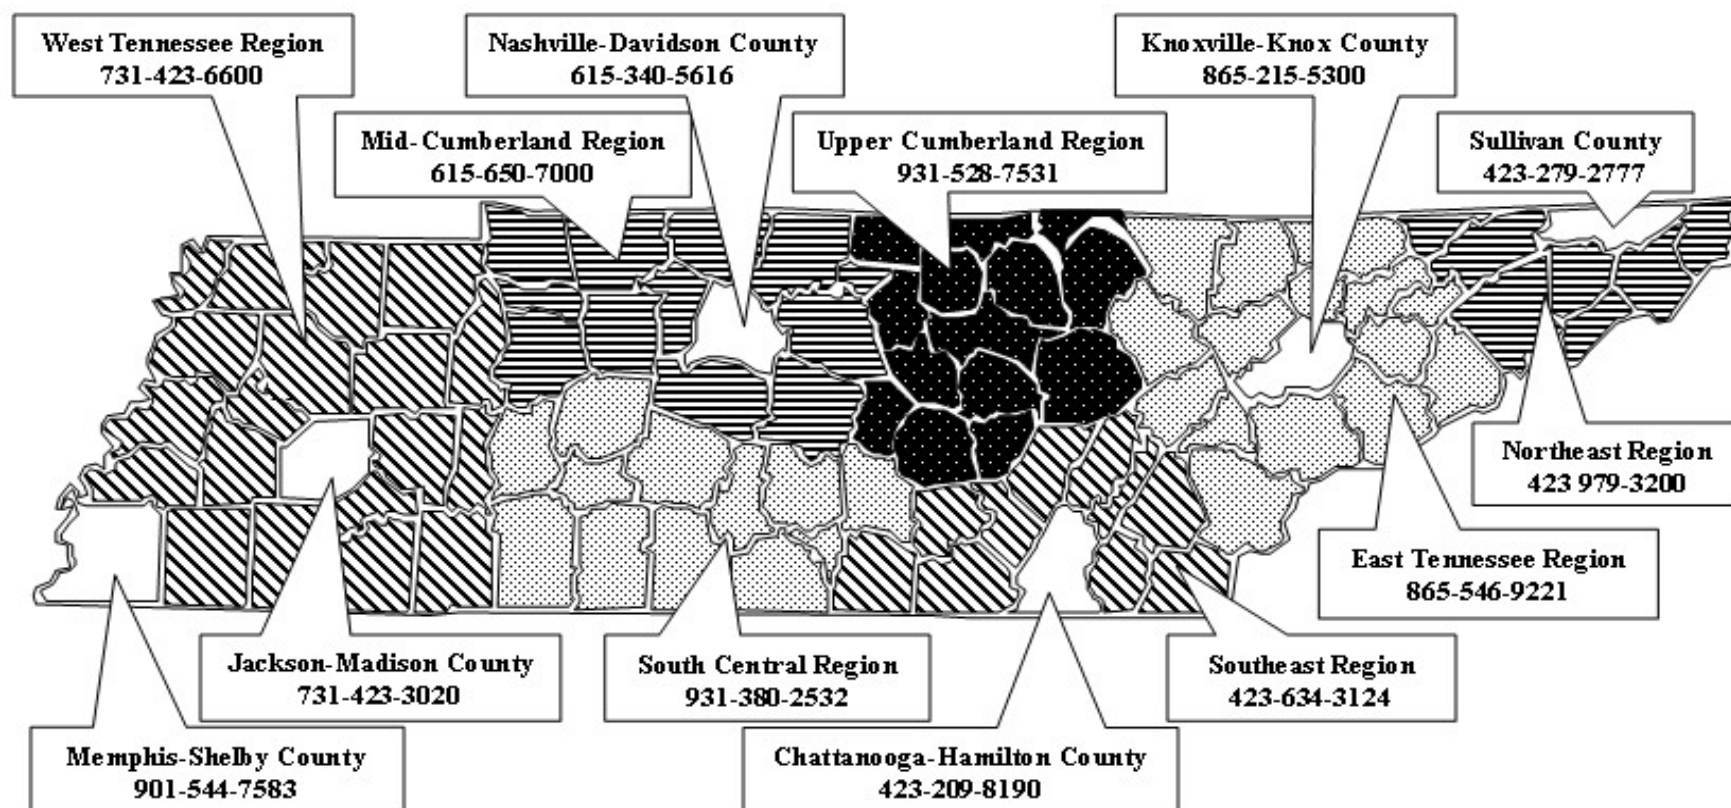 West Tennessee Region
731-423-6600
Nashville-Davidson County
615-340-5616
Knoxville-Knox County
865-215-5300
Mid-Cumberland Region
615-650-7000
Upper Cumberland Region
931-528-7531
Sullivan County
423-279-2777
Northeast Region
423 979-3200
East Tennessee Region
865-546-9221
Jackson-Madison County
731-423-3020
South Central Region
931-380-2532
Southeast Region
423-634-3124
Memphis-Shelby County
901-544-7583
Chattanooga-Hamilton County
423-209-8190